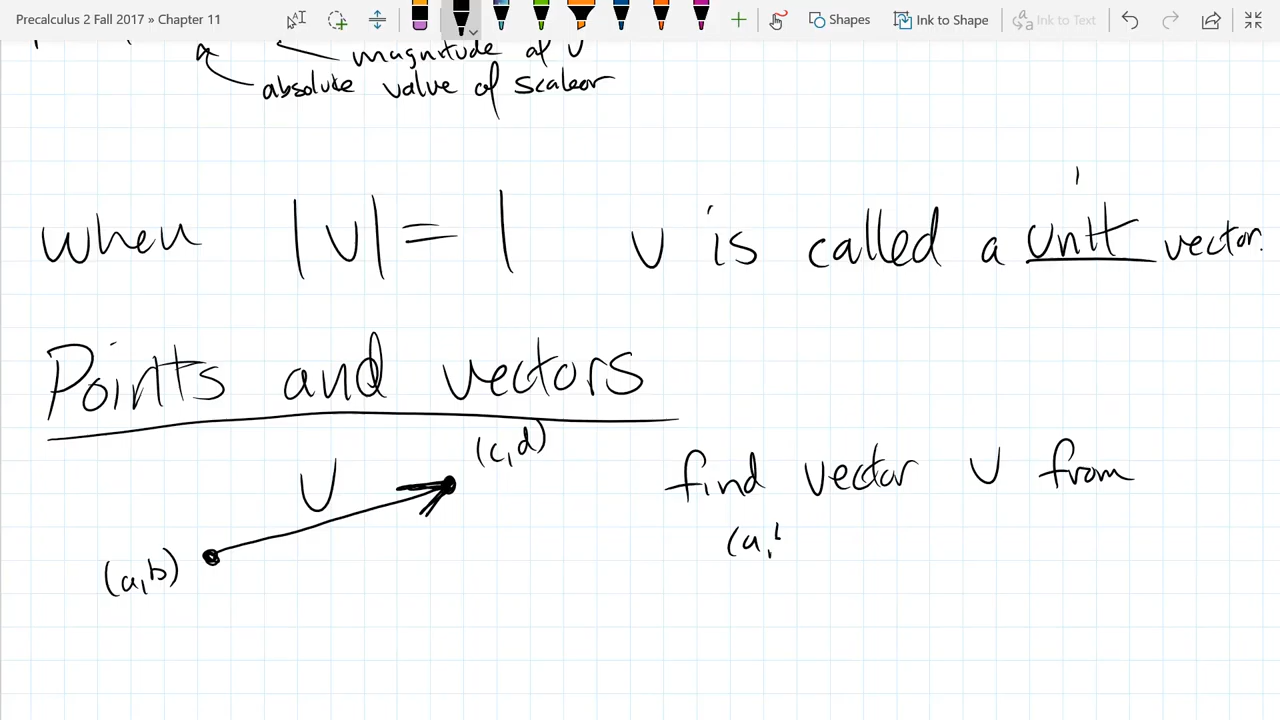 Precalculus 2 Fall 2017 » Chapter 11
Shapes
Ink to Shape
Ink to Text
magnitude of v
absolute value of scalaor
when |v| = 1 v is called a unit vector.
Points and vectors
v
(c,d)
(a,b)
find vector v from
(a,